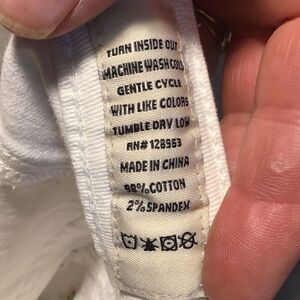 TURN INSIDE OUT
MACHINE WASH COLD
GENTLE CYCLE
WITH LIKE COLORS
TUMBLE DRY LOW
RN# 128953
MADE IN CHINA
98%COTTON
2%SPANDEX